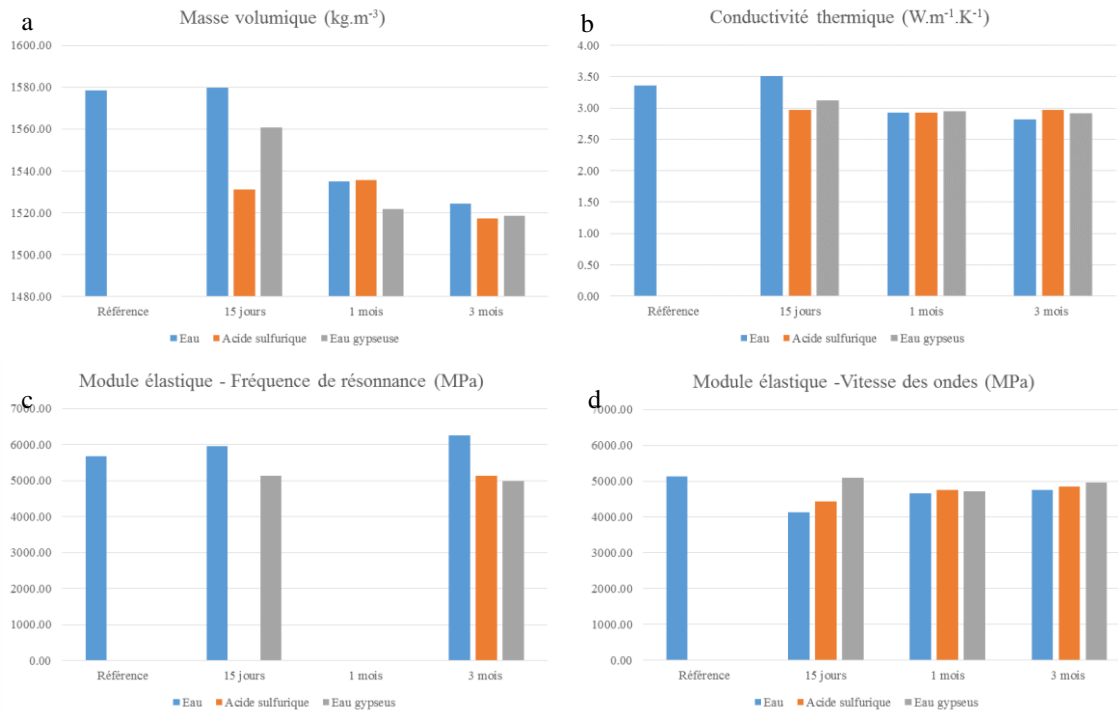 a
Masse volumique (kg.m⁻³)
1600.00
1580.00
1560.00
1540.00
1520.00
1500.00
1480.00
Référence 15 jours 1 mois 3 mois
Eau Acide sulfurique Eau gypseuse
b
Conductivité thermique (W.m⁻¹.K⁻¹)
4.00
3.50
3.00
2.50
2.00
1.50
1.00
0.50
0.00
Référence 15 jours 1 mois 3 mois
Eau Acide sulfurique Eau gypseus
c
Module élastique - Fréquence de résonnance (MPa)
7000.00
6000.00
5000.00
4000.00
3000.00
2000.00
1000.00
0.00
Référence 15 jours 1 mois 3 mois
Eau Acide sulfurique Eau gypseus
d
Module élastique -Vitesse des ondes (MPa)
7000.00
6000.00
5000.00
4000.00
3000.00
2000.00
1000.00
0.00
Référence 15 jours 1 mois 3 mois
Eau Acide sulfurique Eau gypseus